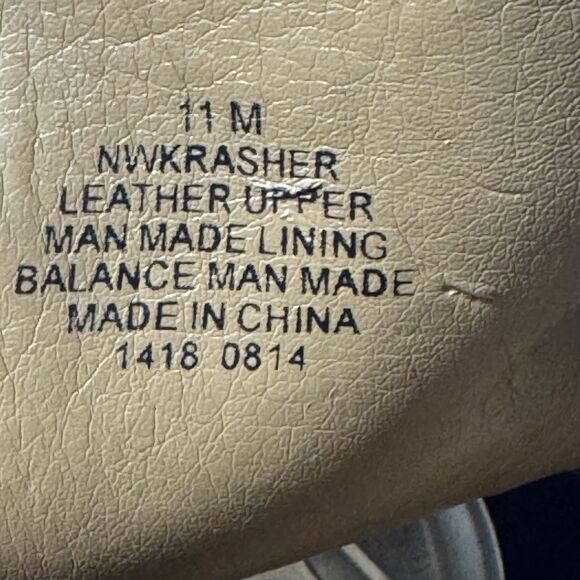 11 M
NWKRASHER
LEATHER UPPER
MAN MADE LINING
BALANCE MAN MADE
MADE IN CHINA
1418 0814